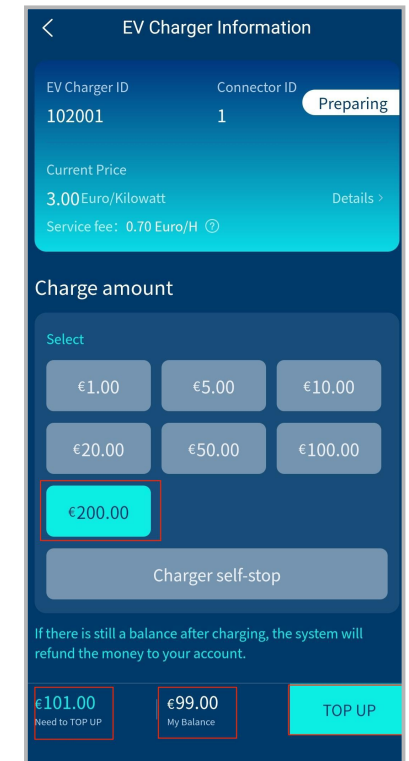 EV Charger Information
EV Charger ID
Connector ID
Preparing
102001
1
Current Price
3.00Euro/Kilowatt
Details >
Service fee: 0.70 Euro/H ?
Charge amount
Select
€1.00
€5.00
€10.00
€20.00
€50.00
€100.00
€200.00
Charger self-stop
If there is still a balance after charging, the system will
refund the money to your account.
€101.00
Need to TOP UP
€99.00
My Balance
TOP UP